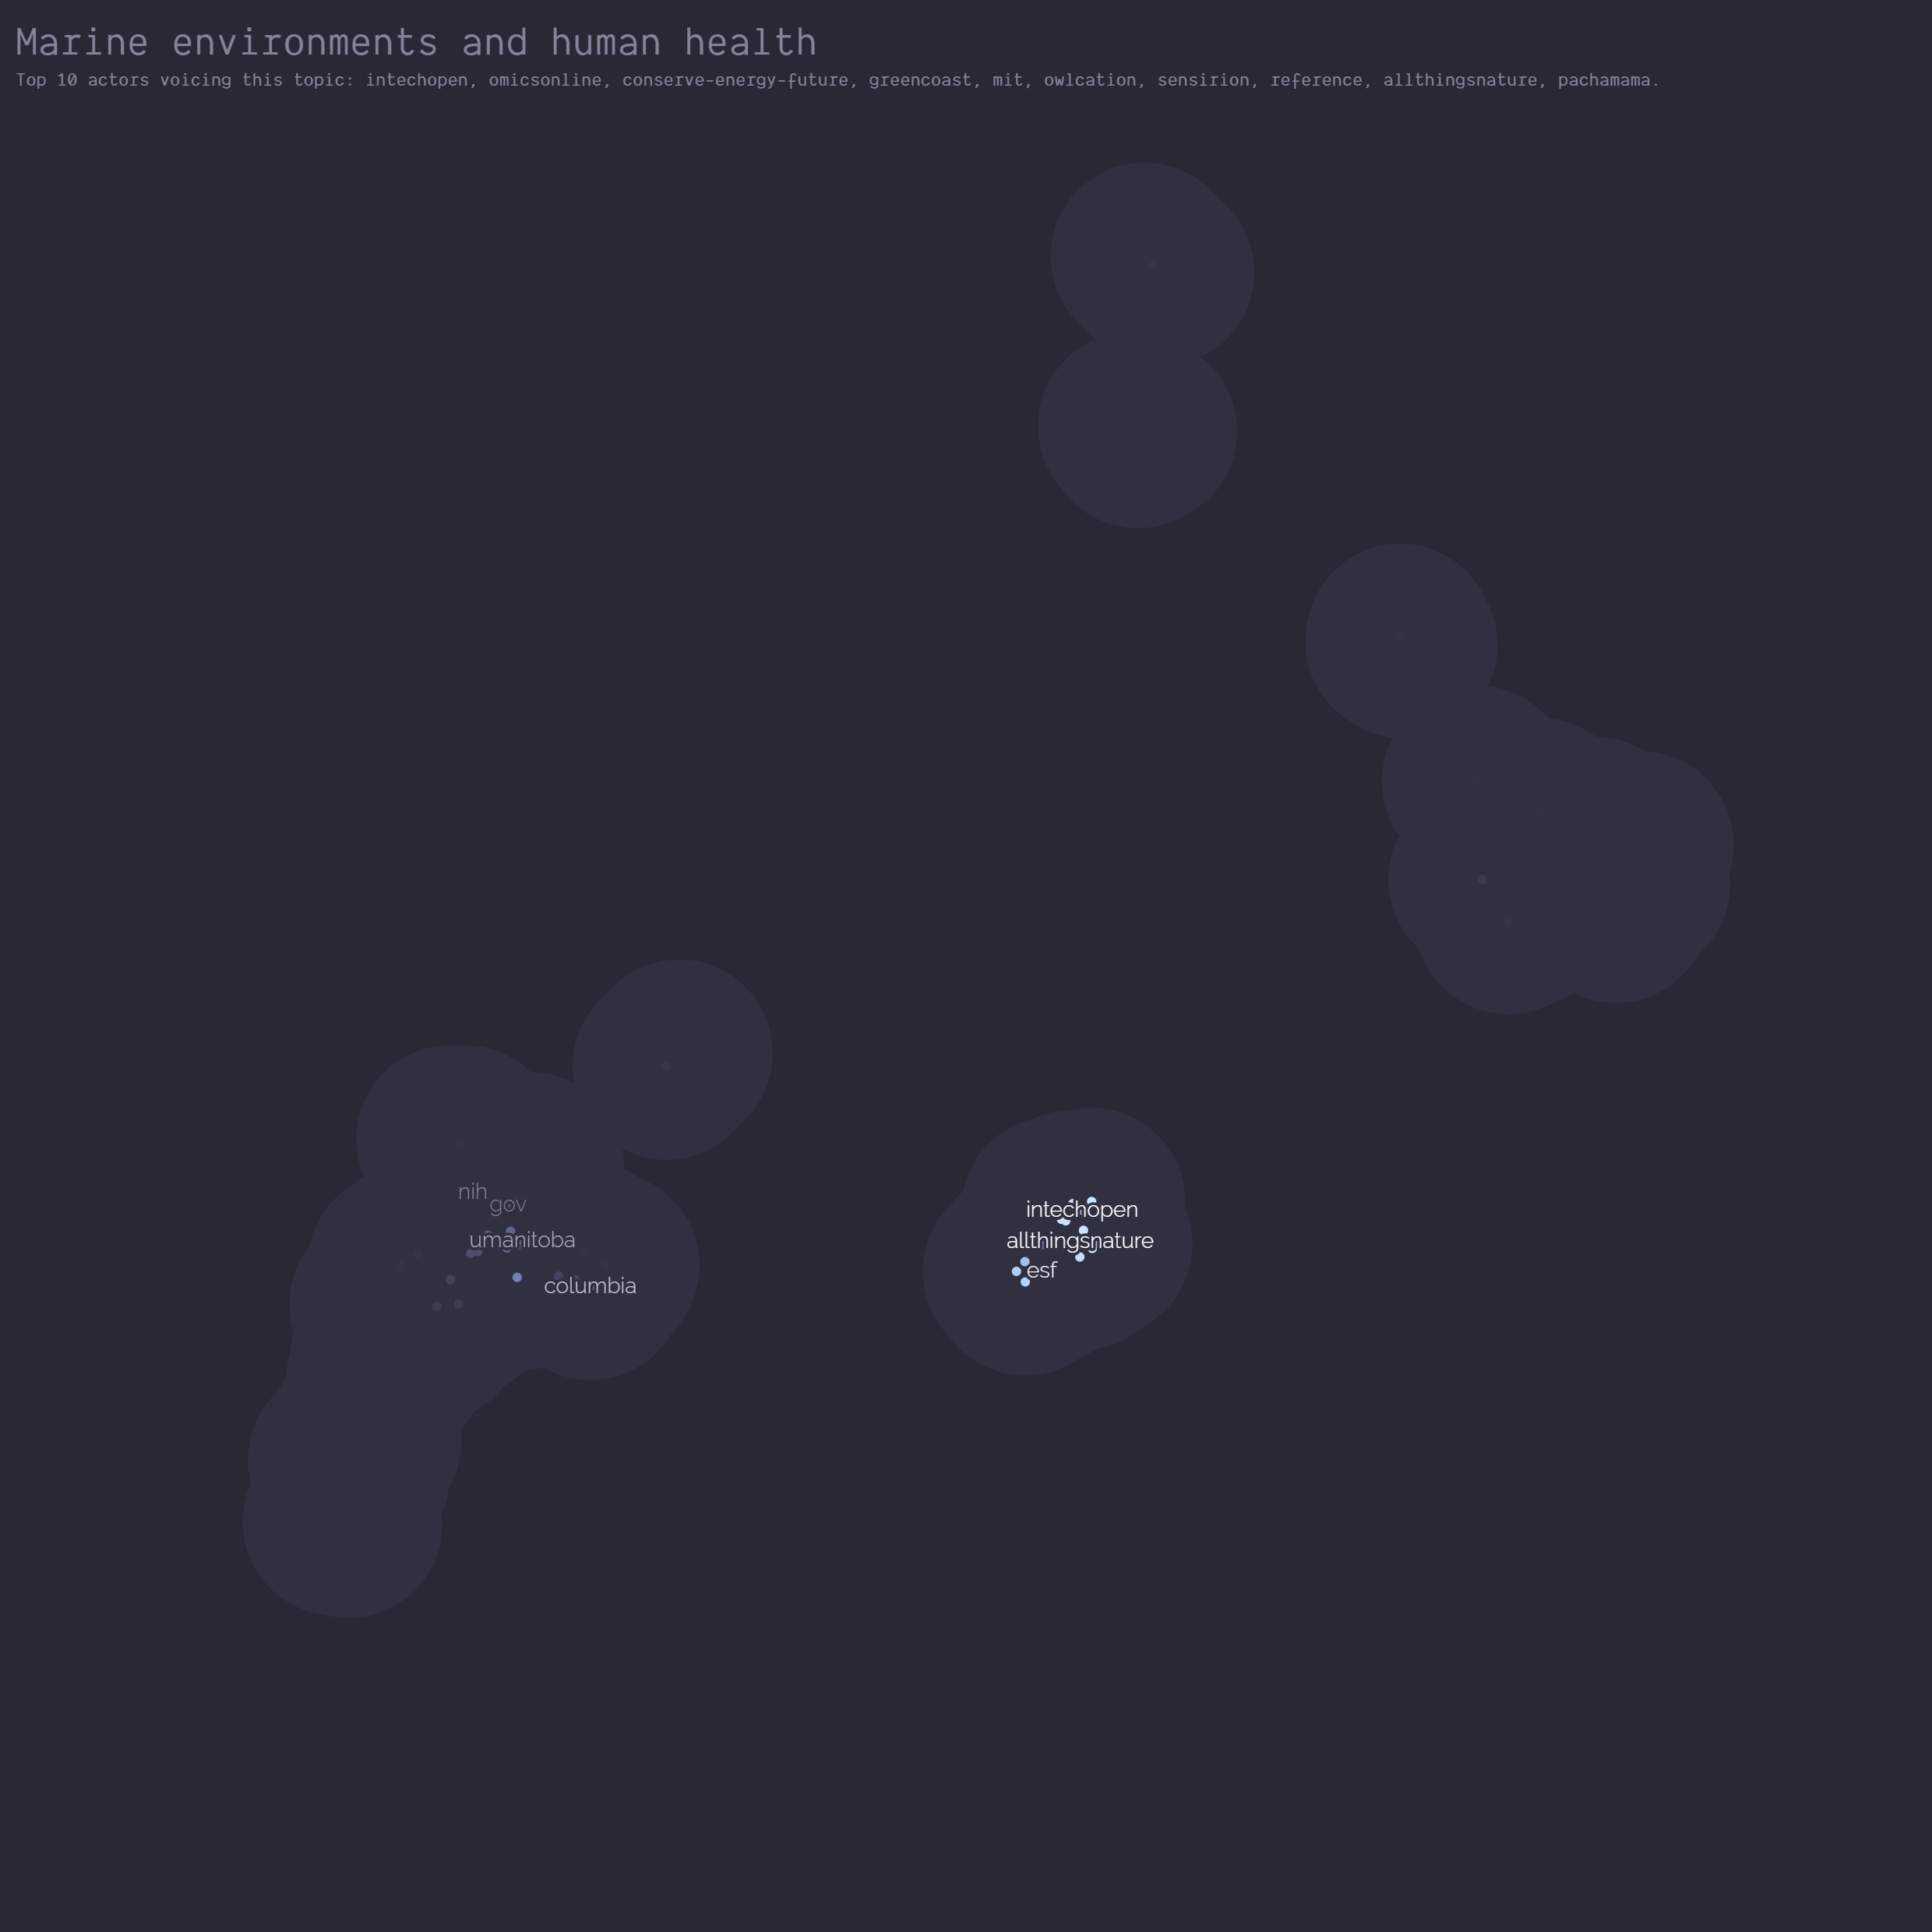 Marine environments and human health
Top 10 actors voicing this topic: intechopen, omicsonline, conserve-energy-future, greencoast, mit, owlcation, sensirion, reference, allthingsnature, pachamama.
nih
gov
intechopen
umanitoba
allthingsnature
esf
columbia